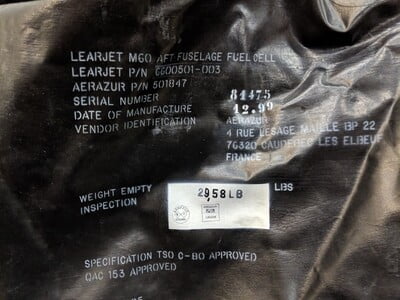 LEARJET M60 AFT FUSELAGE FUEL CELL
LEARJET P/N 6600501-003
AERAZUR P/N 501847
SERIAL NUMBER 81475
DATE OF MANUFACTURE 12.99
VENDOR IDENTIFICATION AERAZUR
4 RUE LESAGE MAILLE BP 22
76320 CAUDEBEC LES ELBEUF
FRANCE
WEIGHT EMPTY 29,58LB LBS
INSPECTION
SPECIFICATION TSO C-80 APPROVED
QAC 153 APPROVED